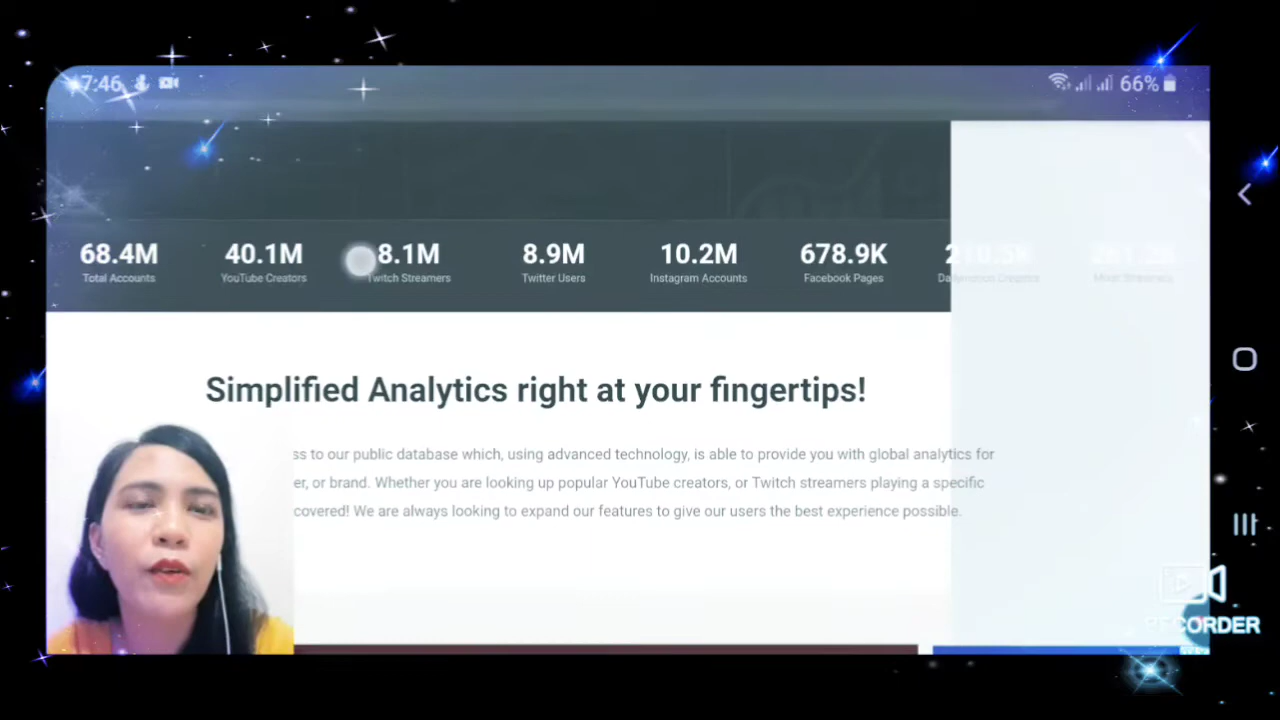 7:46
66%
68.4M 40.1M 8.1M 8.9M 10.2M 678.9K
Total Accounts YouTube Creators Twitch Streamers Twitter Users Instagram Accounts Facebook Pages
Simplified Analytics right at your fingertips!
ss to our public database which, using advanced technology, is able to provide you with global analytics for
er, or brand. Whether you are looking up popular YouTube creators, or Twitch streamers playing a specific
covered! We are always looking to expand our features to give our users the best experience possible.
RECORDER